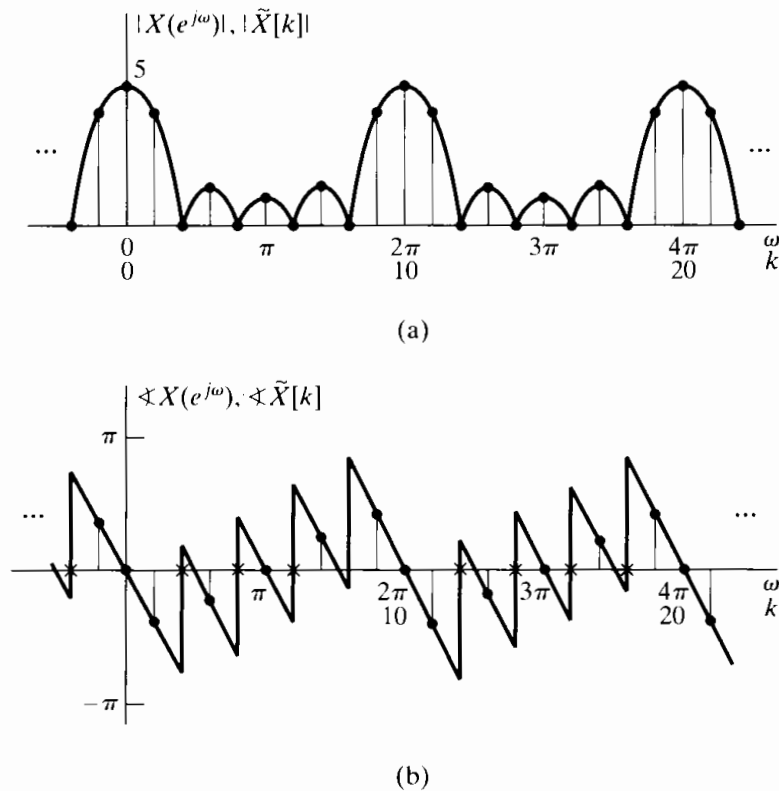 |X(e^{jω})|, |X̃[k]|
5
... ...
0 π 2π 3π 4π ω
0 10 20 k
(a)
∢X(e^{jω}), ∢X̃[k]
π
... ...
π 2π 3π 4π ω
10 20 k
−π
(b)